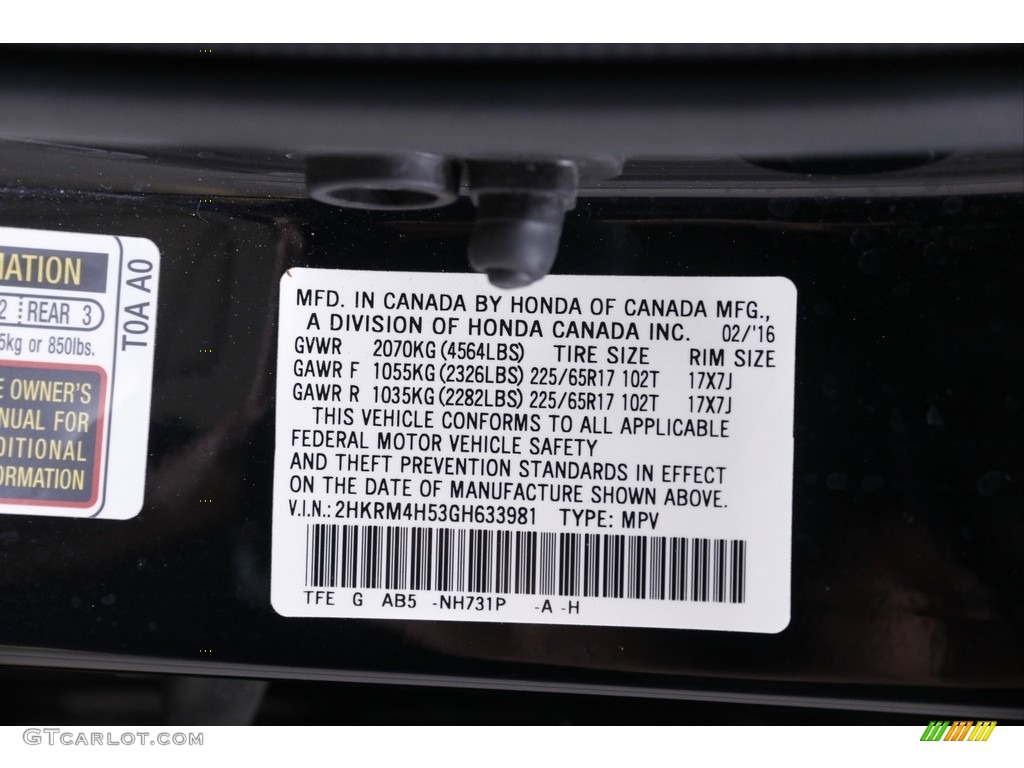 MATION
2 REAR 3
5kg or 850lbs.
E OWNER'S
NUAL FOR
DITIONAL
ORMATION
T0A A0
MFD. IN CANADA BY HONDA OF CANADA MFG.,
A DIVISION OF HONDA CANADA INC. 02/'16
GVWR 2070KG(4564LBS) TIRE SIZE RIM SIZE
GAWR F 1055KG(2326LBS) 225/65R17 102T 17X7J
GAWR R 1035KG(2282LBS) 225/65R17 102T 17X7J
THIS VEHICLE CONFORMS TO ALL APPLICABLE
FEDERAL MOTOR VEHICLE SAFETY
AND THEFT PREVENTION STANDARDS IN EFFECT
ON THE DATE OF MANUFACTURE SHOWN ABOVE.
V.I.N.: 2HKRM4H53GH633981 TYPE: MPV
TFE G AB5 -NH731P -A -H
GTcarlot.com